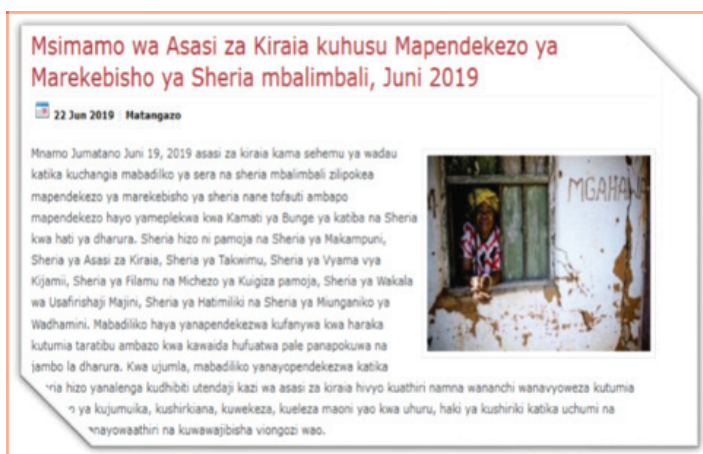 Msimamo wa Asasi za Kiraia kuhusu Mapendekezo ya
Marekebisho ya Sheria mbalimbali, Juni 2019
22 Jun 2019 | Matangazo
Mnamo Jumatano Juni 19, 2019 asasi za kiraia kama sehemu ya wadau
katika kuchangia mabadilko ya sera na sheria mbalimbali zilipokea
mapendekezo ya marekebisho ya sheria nane tofauti ambapo
mapendekezo hayo yameplekwa kwa Kamati ya Bunge ya katiba na Sheria
kwa hati ya dharura. Sheria hizo ni pamoja na Sheria ya Makampuni,
Sheria ya Asasi za Kiraia, Sheria ya Takwimu, Sheria ya Vyama vya
Kijamii, Sheria ya Filamu na Michezo ya Kuigiza pamoja, Sheria ya Wakala
wa Usafirishaji Majini, Sheria ya Hatimiliki na Sheria ya Miunganiko ya
Wadhamini. Mabadiliko haya yanapendekezwa kufanywa kwa haraka
kutumia taratibu ambazo kwa kawaida hufuatwa pale panapokuwa na
jambo la dharura. Kwa ujumla, mabadiliko yanayopendekezwa katika
hizo yanalenga kudhibiti utendaji kazi wa asasi za kiraia hivyo kuathiri namna wananchi wanavyoweza kutumia
ya kujumuika, kushirikiana, kuwekeza, kueleza maoni yao kwa uhuru, haki ya kushiriki katika uchumi na
na kuwawajibisha viongozi wao.
MGAHAWA